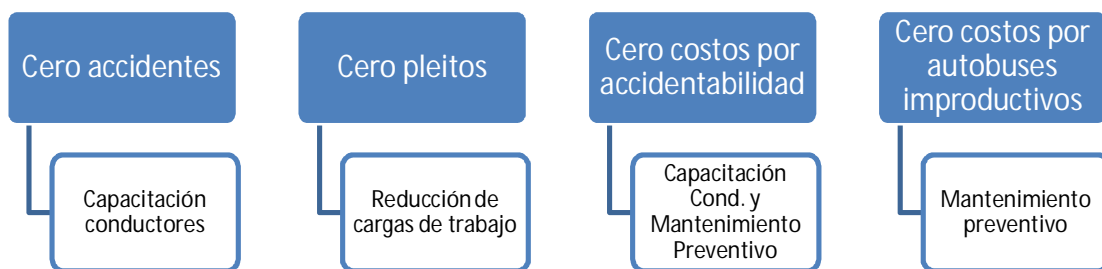 Cero accidentes
Capacitación
conductores
Cero pleitos
Reducción de
cargas de trabajo
Cero costos por
accidentabilidad
Capacitación
Cond. y
Mantenimiento
Preventivo
Cero costos por
autobuses
improductivos
Mantenimiento
preventivo